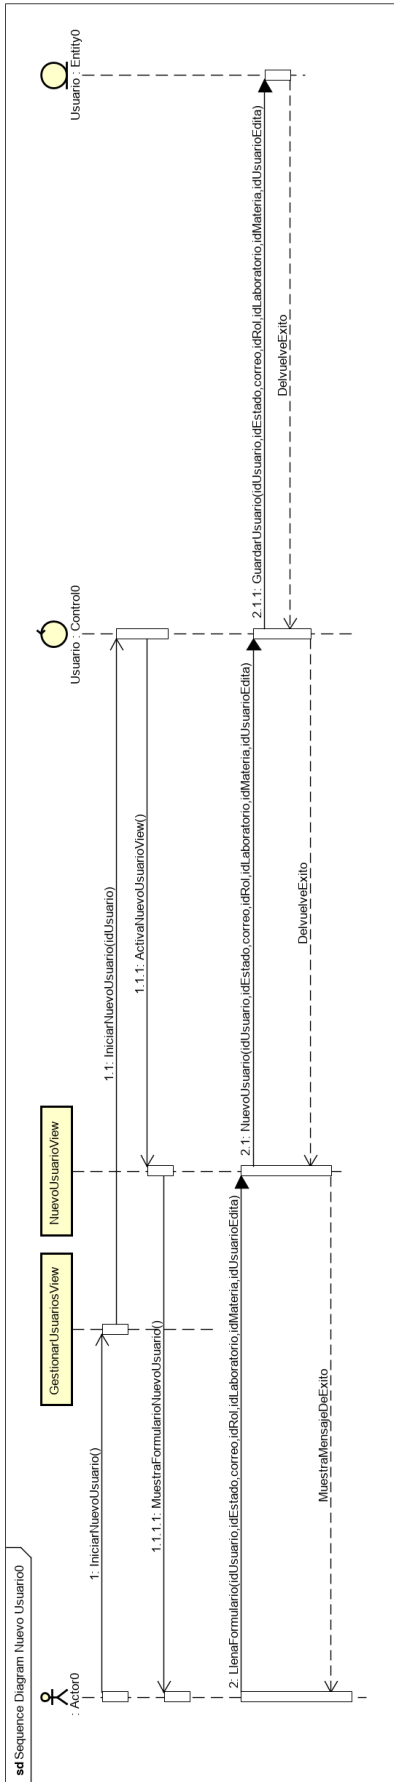 sd Sequence Diagram Nuevo Usuario0
: Actor0
GestionarUsuariosView
NuevoUsuarioView
Usuario : Control0
Usuario : Entity0
1: IniciarNuevoUsuario()
1.1: IniciarNuevoUsuario(idUsuario)
1.1.1: ActivaNuevoUsuarioView()
1.1.1.1: MuestraFormularioNuevoUsuario()
2: LlenaFormulario(idUsuario,idEstado,correo,idRol,idLaboratorio,idMateria,idUsuarioEdita)
2.1: NuevoUsuario(idUsuario,idEstado,correo,idRol,idLaboratorio,idMateria,idUsuarioEdita)
2.1.1: GuardarUsuario(idUsuario,idEstado,correo,idRol,idLaboratorio,idMateria,idUsuarioEdita)
DelvuelveExito
DelvuelveExito
MuestraMensajeDeExito